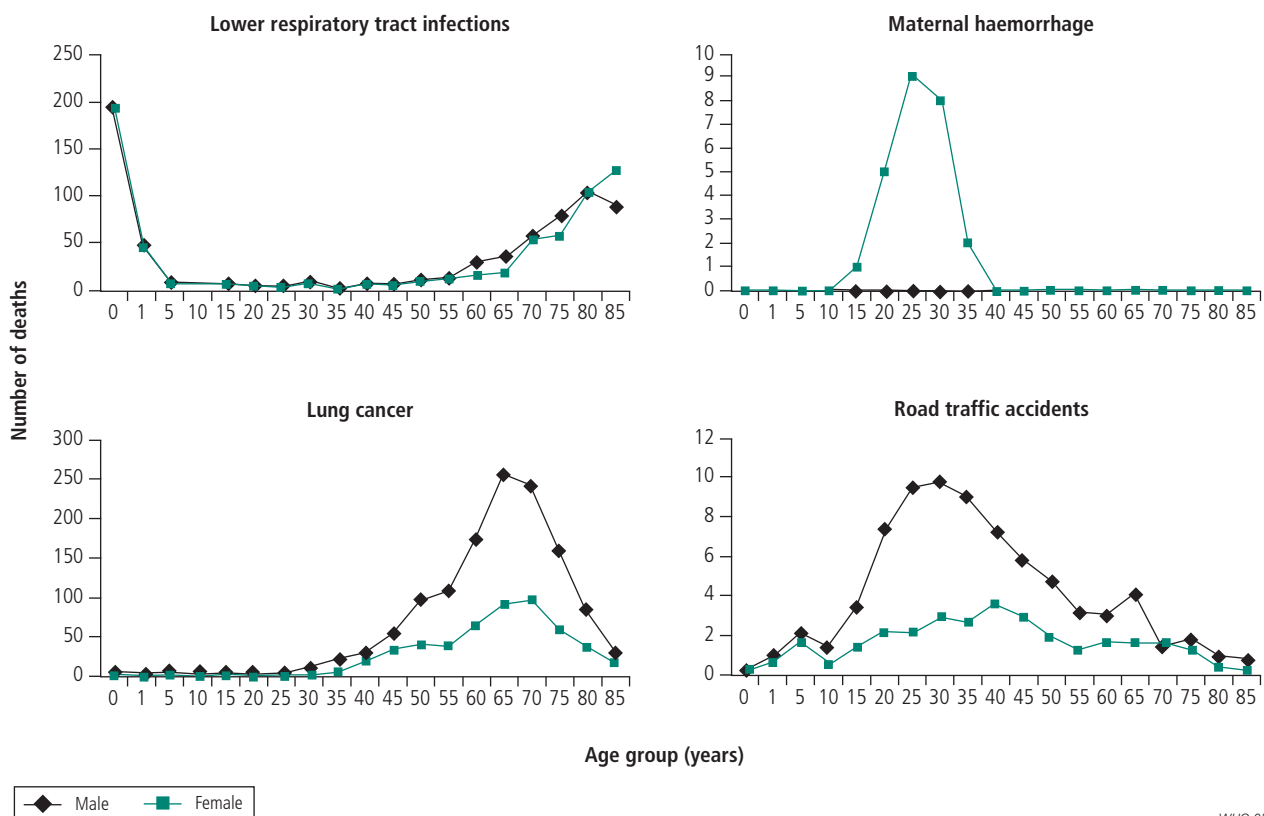 Lower respiratory tract infections
250
200
150
100
50
0
0 1 5 10 15 20 25 30 35 40 45 50 55 60 65 70 75 80 85
Maternal haemorrhage
10
9
8
7
6
5
4
3
2
1
0
0 1 5 10 15 20 25 30 35 40 45 50 55 60 65 70 75 80 85
Number of deaths
Lung cancer
300
250
200
150
100
50
0
0 1 5 10 15 20 25 30 35 40 45 50 55 60 65 70 75 80 85
Road traffic accidents
12
10
8
6
4
2
0
0 1 5 10 15 20 25 30 35 40 45 50 55 60 65 70 75 80 85
Age group (years)
Male Female
WHO